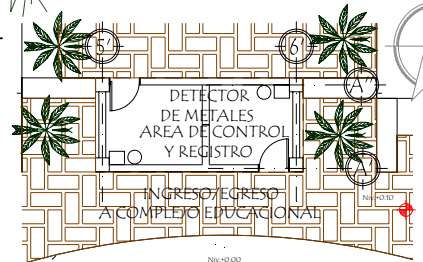 5' 6'
A''
DETECTOR
DE METALES
AREA DE CONTROL
Y REGISTRO
A
INGRESO/EGRESO
A COMPLEJO EDUCACIONAL
Niv.+0.10
Niv.+0.00